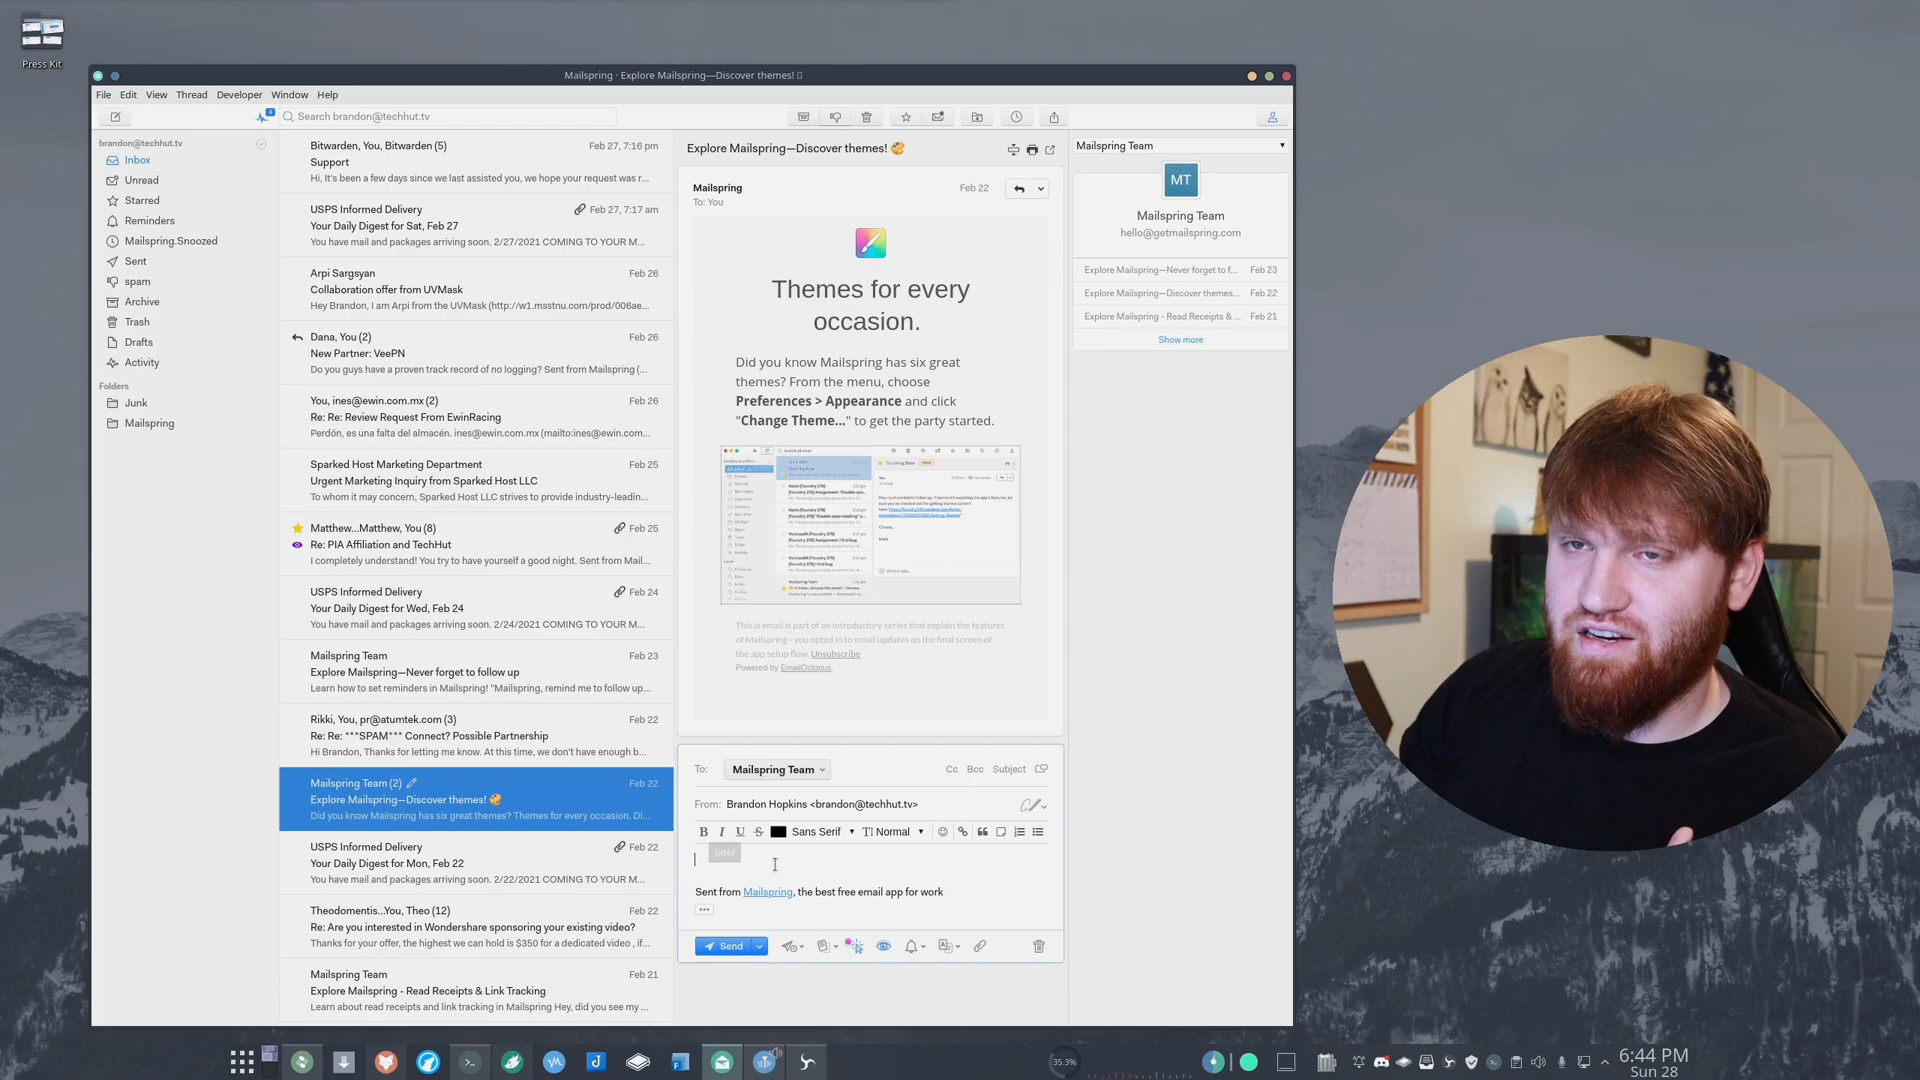 Press Kit
Mailspring · Explore Mailspring—Discover themes!
File Edit View Thread Developer Window Help
Search brandon@techhut.tv
brandon@techhut.tv
Inbox
Unread
Starred
Reminders
Mailspring.Snoozed
Sent
spam
Archive
Trash
Drafts
Activity
Folders
Junk
Mailspring
Bitwarden, You, Bitwarden (5) Feb 27, 7:16 pm
Support
Hi, It's been a few days since we last assisted you, we hope your request was r...
USPS Informed Delivery Feb 27, 7:17 am
Your Daily Digest for Sat, Feb 27
You have mail and packages arriving soon. 2/27/2021 COMING TO YOUR M...
Arpi Sargsyan Feb 26
Collaboration offer from UVMask
Hey Brandon, I am Arpi from the UVMask (http://w1.msstnu.com/prod/006ae...
Dana, You (2) Feb 26
New Partner: VeePN
Do you guys have a proven track record of no logging? Sent from Mailspring (...
You, ines@ewin.com.mx (2) Feb 26
Re: Re: Review Request From EwinRacing
Perdón, es una falta del almacén. ines@ewin.com.mx (mailto:ines@ewin.com...
Sparked Host Marketing Department Feb 25
Urgent Marketing Inquiry from Sparked Host LLC
To whom it may concern, Sparked Host LLC strives to provide industry-leadin...
Matthew...Matthew, You (8) Feb 25
Re: PIA Affiliation and TechHut
I completely understand! You try to have yourself a good night. Sent from Mail...
USPS Informed Delivery Feb 24
Your Daily Digest for Wed, Feb 24
You have mail and packages arriving soon. 2/24/2021 COMING TO YOUR M...
Mailspring Team Feb 23
Explore Mailspring—Never forget to follow up
Learn how to set reminders in Mailspring! "Mailspring, remind me to follow up...
Rikki, You, pr@atumtek.com (3) Feb 22
Re: Re: ***SPAM*** Connect? Possible Partnership
Hi Brandon, Thanks for letting me know. At this time, we don't have enough b...
Mailspring Team (2) Feb 22
Explore Mailspring—Discover themes!
Did you know Mailspring has six great themes? Themes for every occasion. Di...
USPS Informed Delivery Feb 22
Your Daily Digest for Mon, Feb 22
You have mail and packages arriving soon. 2/22/2021 COMING TO YOUR M...
Theodomentis...You, Theo (12) Feb 22
Re: Are you interested in Wondershare sponsoring your existing video?
Thanks for your offer, the highest we can hold is $350 for a dedicated video , if...
Mailspring Team Feb 21
Explore Mailspring - Read Receipts & Link Tracking
Learn about read receipts and link tracking in Mailspring Hey, did you see my ...
Explore Mailspring—Discover themes!
Mailspring Feb 22
To: You
Themes for every
occasion.
Did you know Mailspring has six great
themes? From the menu, choose
Preferences > Appearance and click
"Change Theme..." to get the party started.
This is email is part of an introductory series that explain the features
of Mailspring - you opted in to email updates on the final screen of
the app setup flow. Unsubscribe
Powered by EmailOctopus.
To: Mailspring Team Cc Bcc Subject
From: Brandon Hopkins <brandon@techhut.tv>
B I U S Sans Serif Normal
bold
Sent from Mailspring, the best free email app for work
Send
Mailspring Team
MT
Mailspring Team
hello@getmailspring.com
Explore Mailspring—Never forget to f... Feb 23
Explore Mailspring—Discover themes... Feb 22
Explore Mailspring - Read Receipts & ... Feb 21
Show more
35.3%
6:44 PM
Sun 28